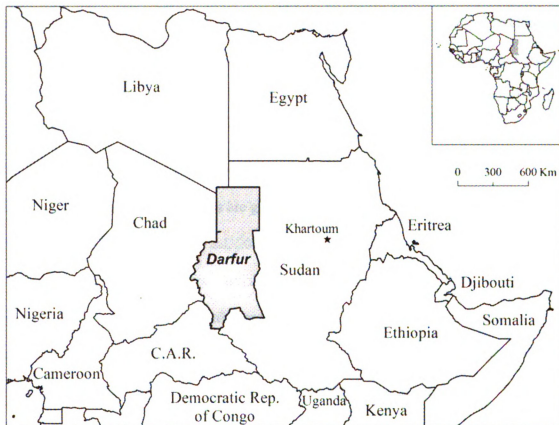 Libya
Egypt
0 300 600 Km
Niger
Chad
Khartoum
Eritrea
Darfur
Sudan
Djibouti
Nigeria
Somalia
Ethiopia
C.A.R.
Cameroon
Democratic Rep.
of Congo
Uganda
Kenya